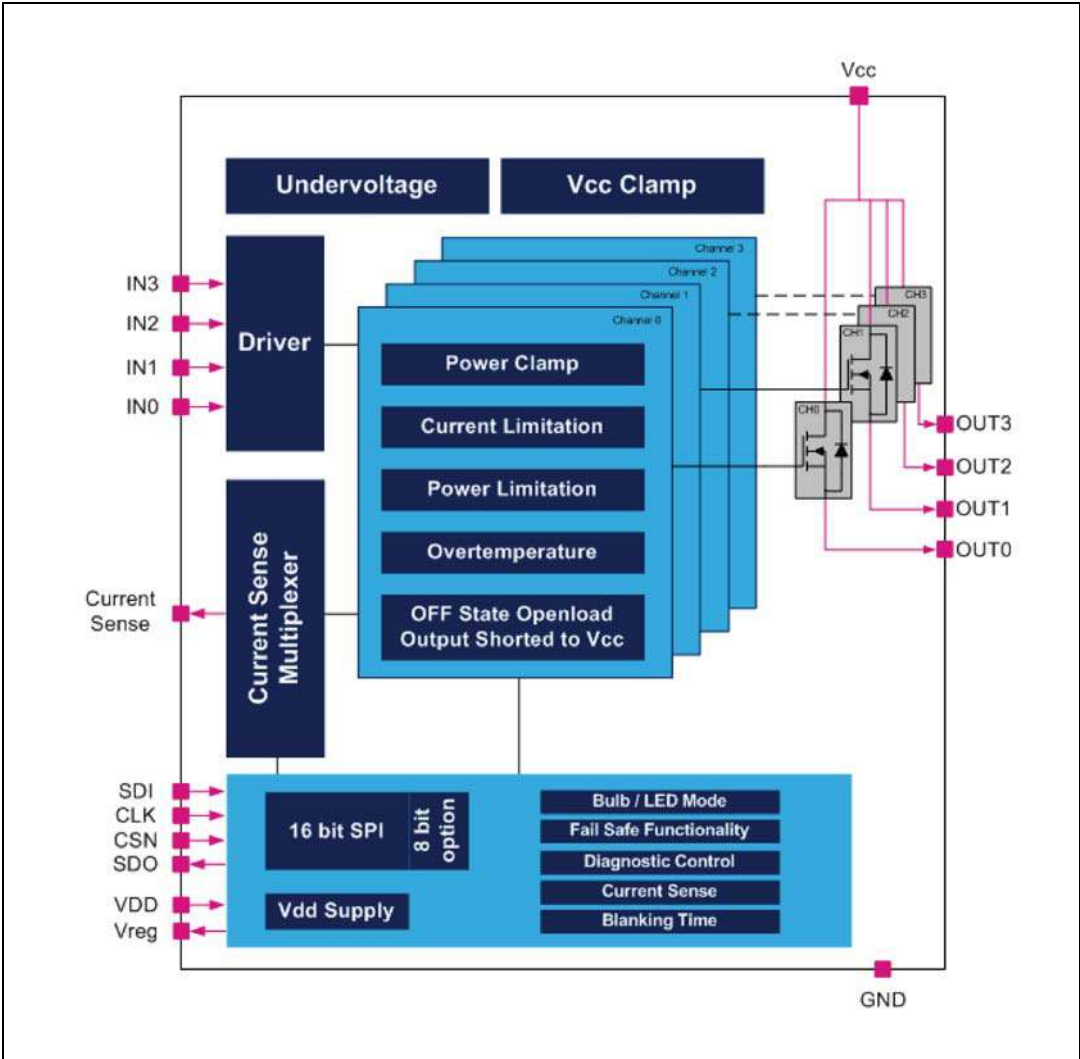 Vcc
Undervoltage
Vcc Clamp
IN3
IN2
IN1
IN0
Driver
Channel 3
Channel 2
Channel 1
Channel 0
Power Clamp
Current Limitation
Power Limitation
Overtemperature
OFF State Openload
Output Shorted to Vcc
CH3
CH2
CH1
CH0
OUT3
OUT2
OUT1
OUT0
Current
Sense
Current Sense
Multiplexer
SDI
CLK
CSN
SDO
VDD
Vreg
16 bit SPI
8 bit
option
Vdd Supply
Bulb / LED Mode
Fail Safe Functionality
Diagnostic Control
Current Sense
Blanking Time
GND